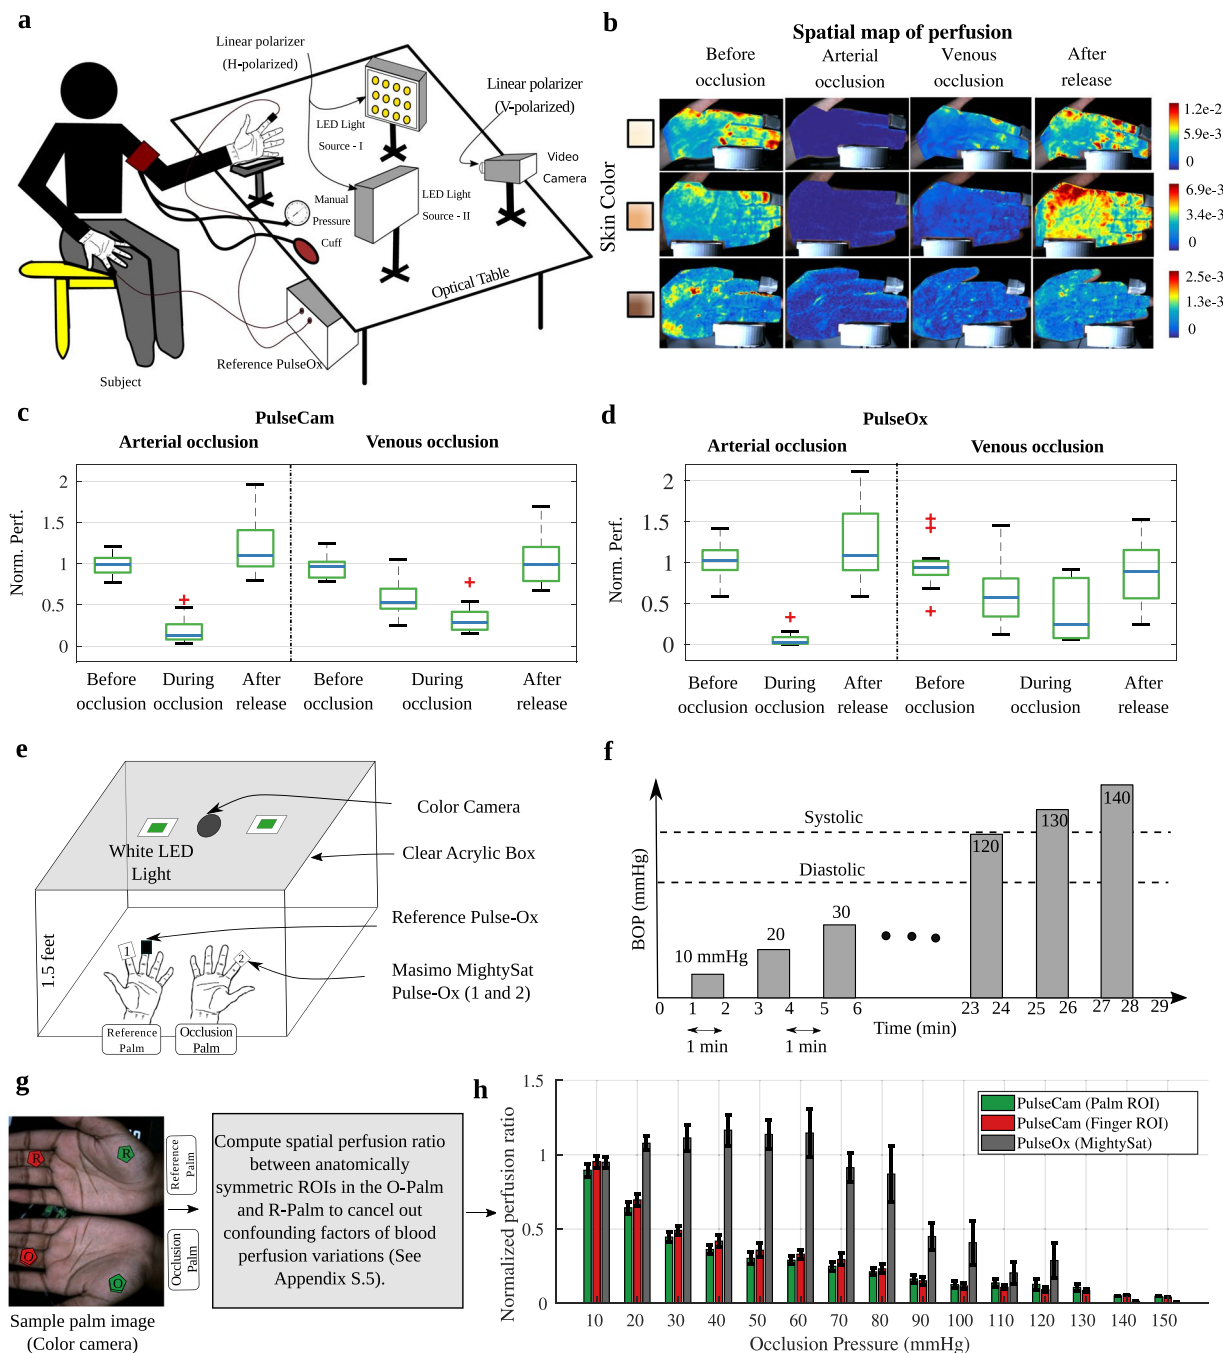 a
Linear polarizer
(H-polarized)
LED Light
Source - I
Linear polarizer
(V-polarized)
Video
Camera
Manual
Pressure
Cuff
LED Light
Source - II
Optical Table
Reference PulseOx
Subject
b
Spatial map of perfusion
Before
occlusion
Arterial
occlusion
Venous
occlusion
After
release
Skin Color
1.2e-2
5.9e-3
0
6.9e-3
3.4e-3
0
2.5e-3
1.3e-3
0
c
PulseCam
Arterial occlusion
Venous occlusion
Norm. Perf.
2
1.5
1
0.5
0
Before
occlusion
During
occlusion
After
release
Before
occlusion
During
occlusion
After
release
d
PulseOx
Arterial occlusion
Venous occlusion
Norm. Perf.
2
1.5
1
0.5
0
Before
occlusion
During
occlusion
After
release
Before
occlusion
During
occlusion
After
release
e
Color Camera
White LED
Light
Clear Acrylic Box
Reference Pulse-Ox
Masimo MightySat
Pulse-Ox (1 and 2)
1.5 feet
1
2
Reference
Palm
Occlusion
Palm
f
BOP (mmHg)
Systolic
Diastolic
10 mmHg
20
30
120
130
140
0 1 2 3 4 5 6 23 24 25 26 27 28 29
Time (min)
1 min
1 min
g
R
R
O
O
Reference
Palm
Occlusion
Palm
Sample palm image
(Color camera)
Compute spatial perfusion ratio
between anatomically
symmetric ROIs in the O-Palm
and R-Palm to cancel out
confounding factors of blood
perfusion variations (See
Appendix S.5).
h
Normalized perfusion ratio
1.5
1
0.5
0
PulseCam (Palm ROI)
PulseCam (Finger ROI)
PulseOx (MightySat)
10 20 30 40 50 60 70 80 90 100 110 120 130 140 150
Occlusion Pressure (mmHg)